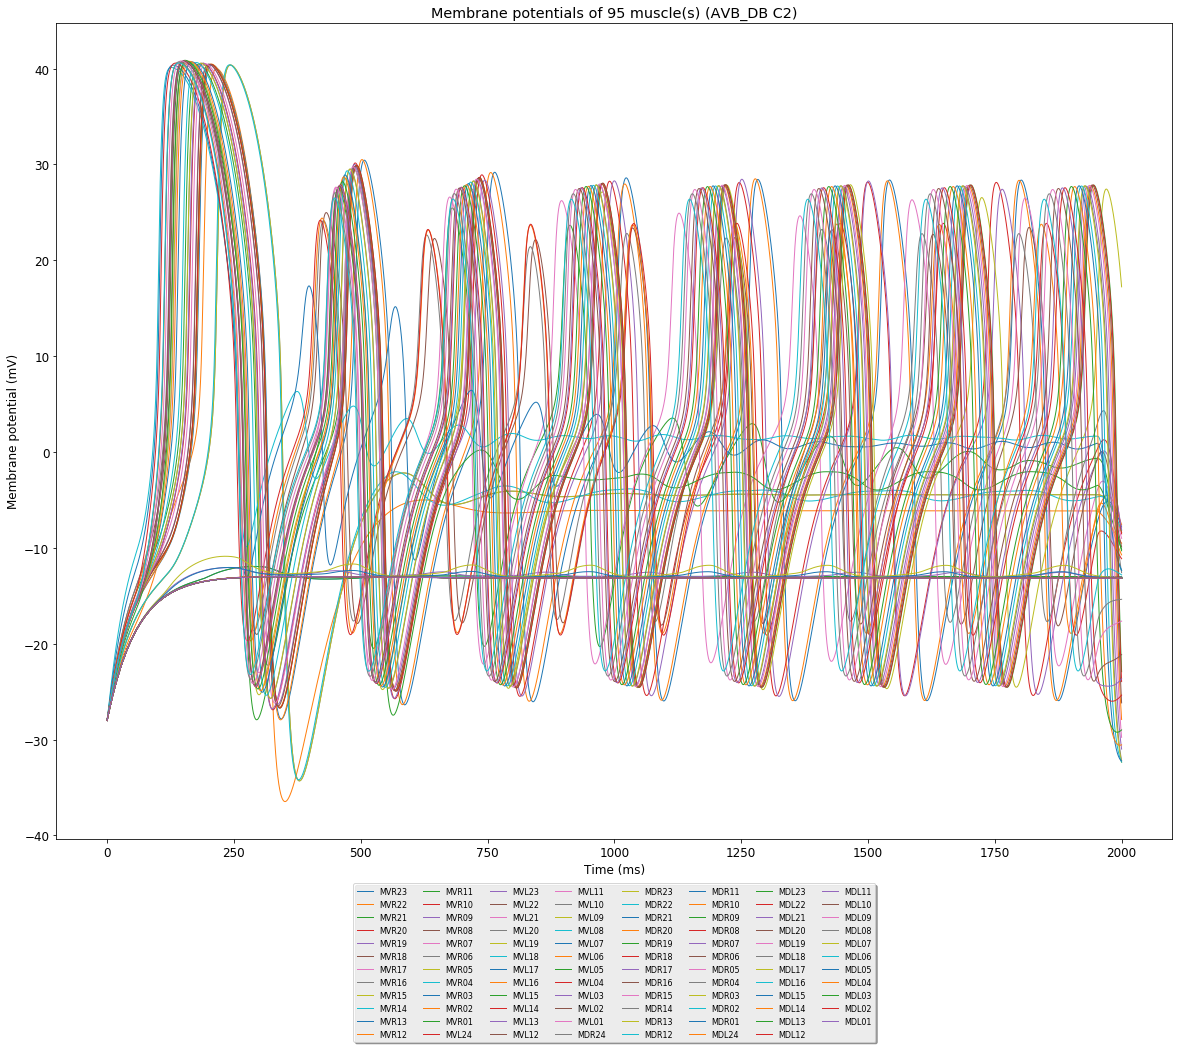 Membrane potentials of 95 muscle(s) (AVB_DB C2)
Membrane potential (mV)
40
30
20
10
0
−10
−20
−30
−40
0 250 500 750 1000 1250 1500 1750 2000
Time (ms)
MVR23 MVR11 MVL23 MVL11 MDR23 MDR11 MDL23 MDL11
MVR22 MVR10 MVL22 MVL10 MDR22 MDR10 MDL22 MDL10
MVR21 MVR09 MVL21 MVL09 MDR21 MDR09 MDL21 MDL09
MVR20 MVR08 MVL20 MVL08 MDR20 MDR08 MDL20 MDL08
MVR19 MVR07 MVL19 MVL07 MDR19 MDR07 MDL19 MDL07
MVR18 MVR06 MVL18 MVL06 MDR18 MDR06 MDL18 MDL06
MVR17 MVR05 MVL17 MVL05 MDR17 MDR05 MDL17 MDL05
MVR16 MVR04 MVL16 MVL04 MDR16 MDR04 MDL16 MDL04
MVR15 MVR03 MVL15 MVL03 MDR15 MDR03 MDL15 MDL03
MVR14 MVR02 MVL14 MVL02 MDR14 MDR02 MDL14 MDL02
MVR13 MVR01 MVL13 MVL01 MDR13 MDR01 MDL13 MDL01
MVR12 MVL24 MVL12 MDR24 MDR12 MDL24 MDL12